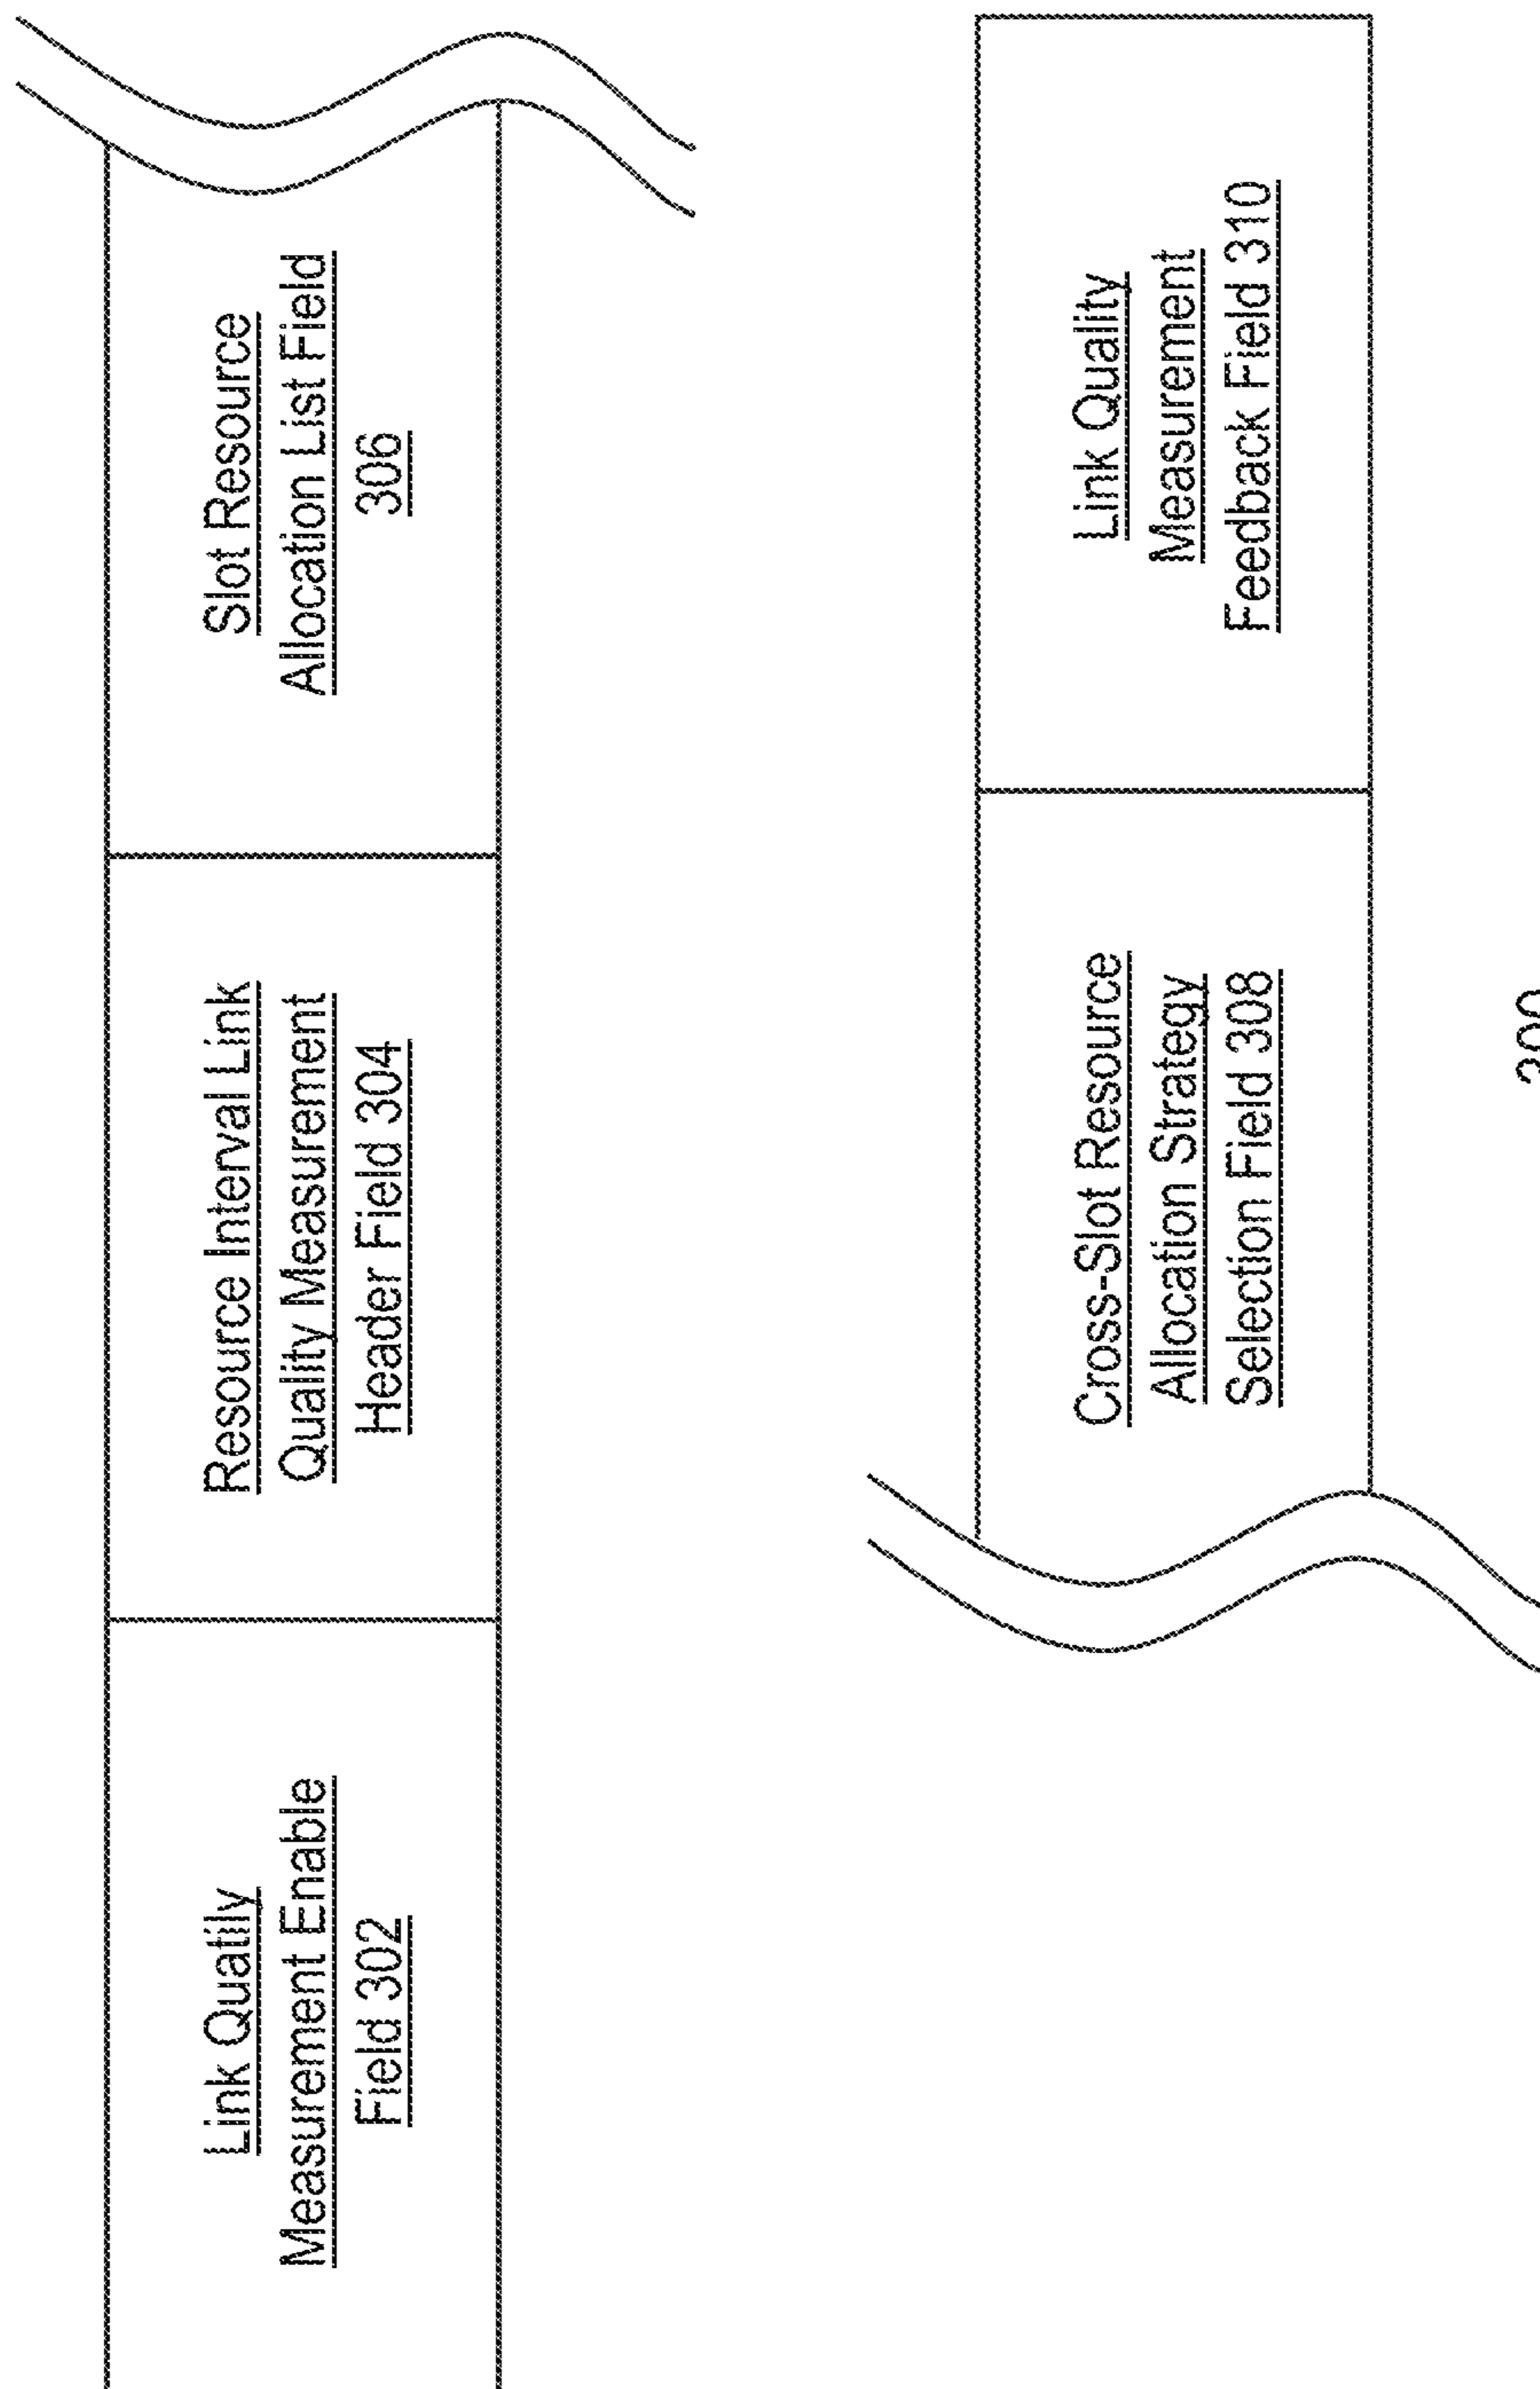 Link Quatily
Measurement Enable
Field 302
Resource Interval Link
Quality Measurement
Header Field 304
Slot Resource
Allocation List Field
306
Cross-Slot Resource
Allocation Strategy
Selection Field 308
Link Quality
Measurement
Feedback Field 310
300